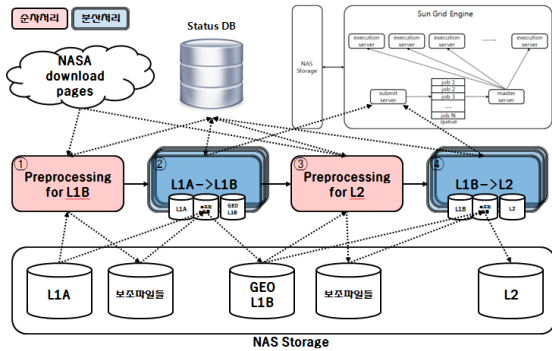 순차처리
분산처리
NASA
download
pages
Status DB
NAS
Storage
Sun Grid Engine
execution
server
execution
server
execution
server
execution
server
submit
server
job 1
job 2
job 3
job N
queue
master
server
①
Preprocessing
for L1B
②
L1A->L1B
L1A
GEO
L1B
③
Preprocessing
for L2
④
L1B->L2
L1B
L2
L1A
보조파일들
GEO
L1B
보조파일들
L2
NAS Storage